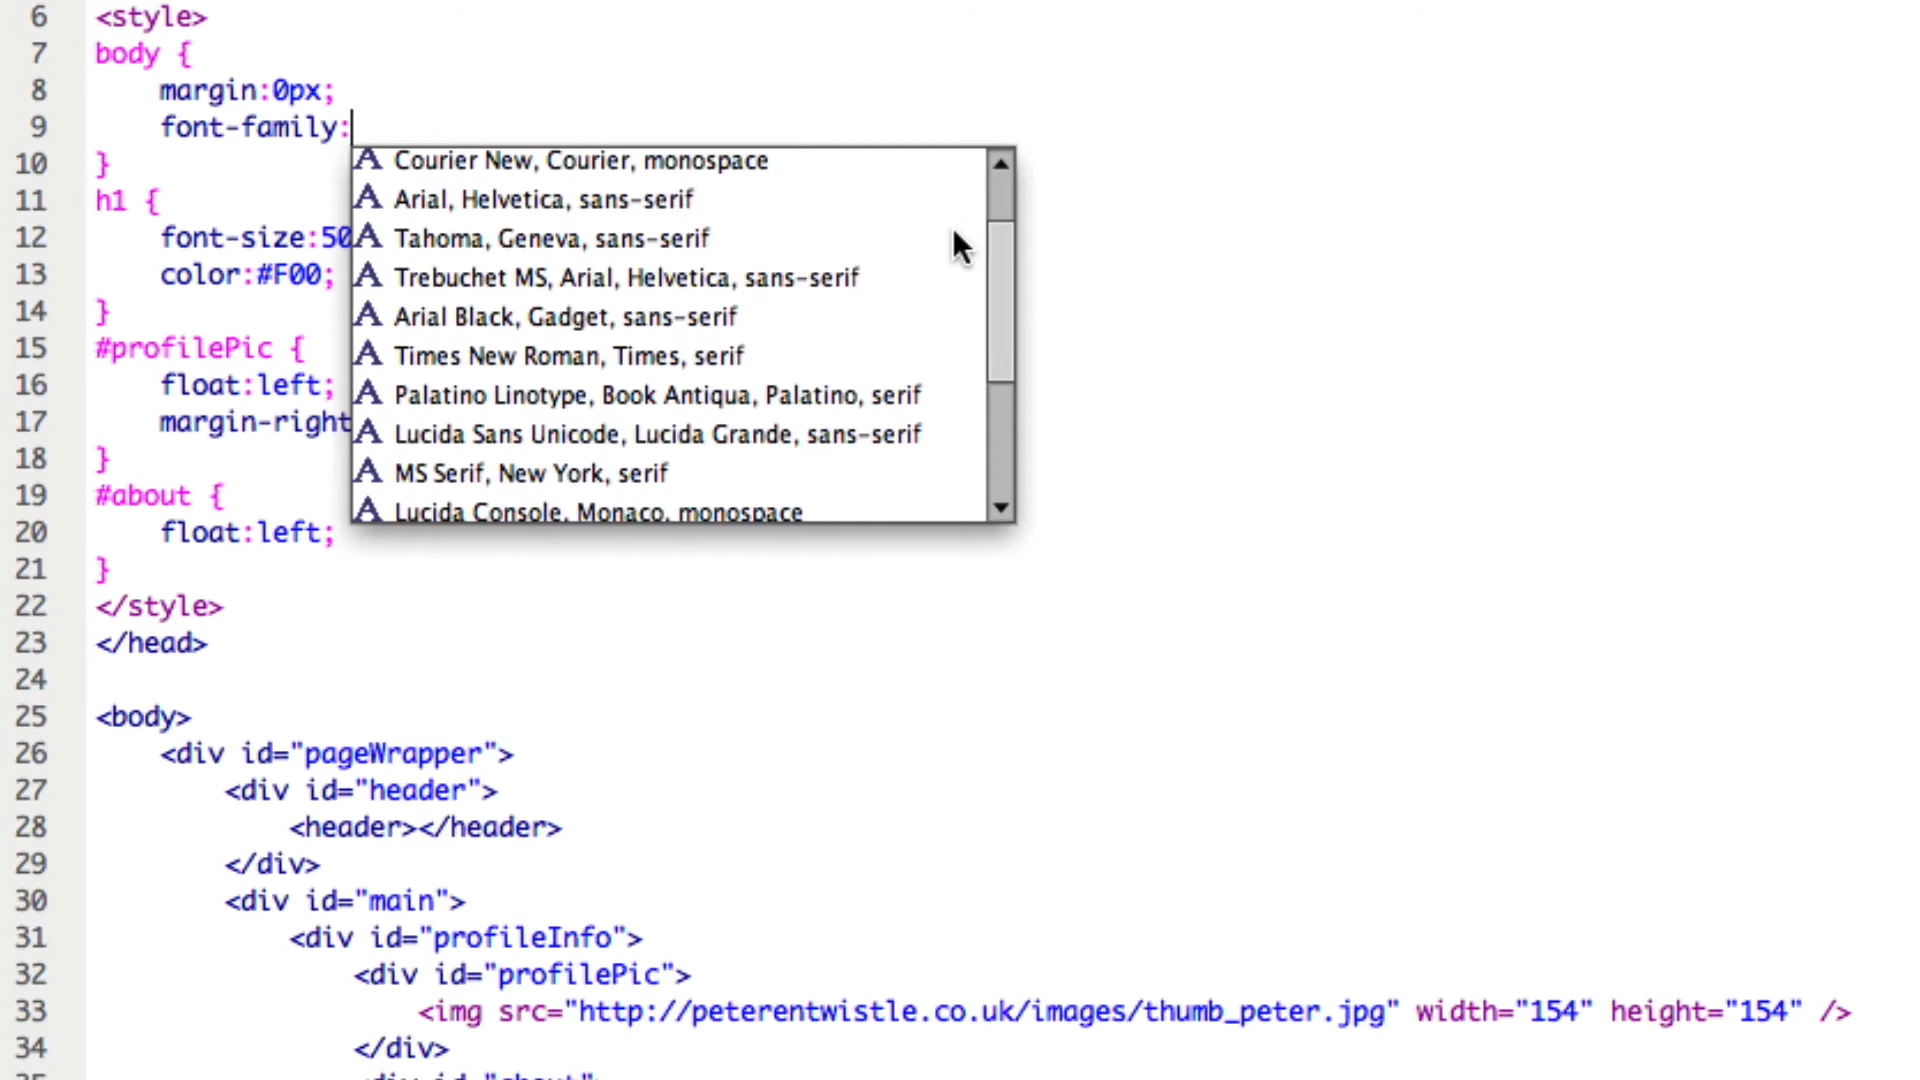 6 <style>
7 body {
8 margin:0px;
9 font-family:
10 }
11 h1 {
12 font-size:50
13 color:#F00;
14 }
15 #profilePic {
16 float:left;
17 margin-right
18 }
19 #about {
20 float:left;
21 }
22 </style>
23 </head>
24
25 <body>
26 <div id="pageWrapper">
27 <div id="header">
28 <header></header>
29 </div>
30 <div id="main">
31 <div id="profileInfo">
32 <div id="profilePic">
33 <img src="http://peterentwistle.co.uk/images/thumb_peter.jpg" width="154" height="154" />
34 </div>
Courier New, Courier, monospace
Arial, Helvetica, sans-serif
Tahoma, Geneva, sans-serif
Trebuchet MS, Arial, Helvetica, sans-serif
Arial Black, Gadget, sans-serif
Times New Roman, Times, serif
Palatino Linotype, Book Antiqua, Palatino, serif
Lucida Sans Unicode, Lucida Grande, sans-serif
MS Serif, New York, serif
Lucida Console, Monaco, monospace